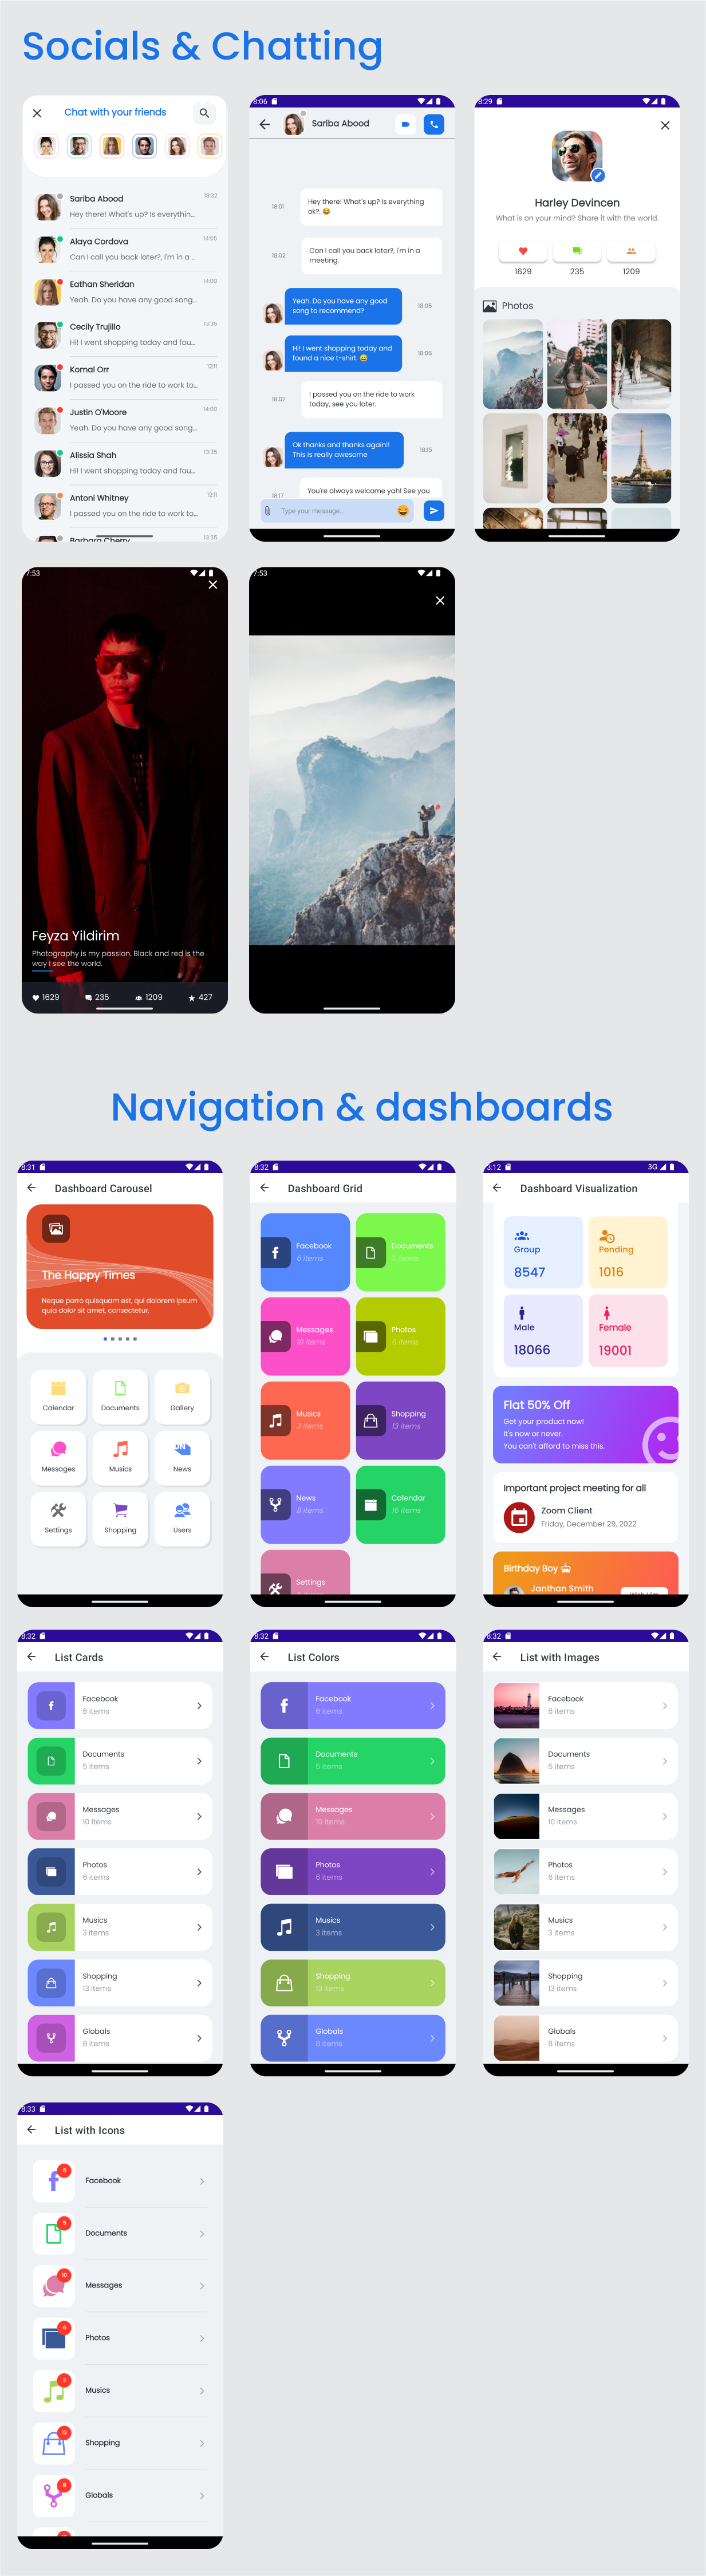 Socials & Chatting
Chat with your friends
Sariba Abood
18:32
Hey there! What's up? Is everythin...
Alaya Cordova
14:05
Can I call you back later?, I'm in a ...
Eathan Sheridan
14:00
Yeah. Do you have any good song...
Cecily Trujillo
13:35
Hi! I went shopping today and fou...
Komal Orr
12:11
I passed you on the ride to work to...
Justin O'Moore
14:00
Yeah. Do you have any good song...
Alissia Shah
13:35
Hi! I went shopping today and fou...
Antoni Whitney
12:11
I passed you on the ride to work to...
Barbara Cherry
13:35
8:06
Sariba Abood
Hey there! What's up? Is everything
ok?. 😂
18:01
Can I call you back later?, I'm in a
meeting.
18:02
Yeah. Do you have any good
song to recommend?
18:05
Hi! I went shopping today and
found a nice t-shirt. 😄
18:06
I passed you on the ride to work
today, see you later.
18:07
Ok thanks and thanks again!!
This is really awesome
18:15
You're always welcome yah! See you
18:17
Type your message...
8:29
Harley Devincen
What is on your mind? Share it with the world.
1629
235
1209
Photos
7:53
Feyza Yildirim
Photography is my passion. Black and red is the
way I see the world.
1629
235
1209
427
7:53
Navigation & dashboards
8:31
Dashboard Carousel
The Happy Times
Neque porro quisquam est, qui dolorem ipsum
quia dolor sit amet, consectetur.
Calendar
Documents
Gallery
Messages
Musics
News
Settings
Shopping
Users
8:32
Dashboard Grid
Facebook
6 items
Documents
5 items
Messages
10 items
Photos
6 items
Musics
3 items
Shopping
13 items
News
8 items
Calendar
16 items
Settings
3:12
3G
Dashboard Visualization
Group
8547
Pending
1016
Male
18066
Female
19001
Flat 50% Off
Get your product now!
It's now or never.
You can't afford to miss this.
Important project meeting for all
Zoom Client
Friday, December 29, 2022
Birthday Boy
Janthan Smith
8:32
List Cards
Facebook
6 items
Documents
5 items
Messages
10 items
Photos
6 items
Musics
3 items
Shopping
13 items
Globals
8 items
8:32
List Colors
Facebook
6 items
Documents
5 items
Messages
10 items
Photos
6 items
Musics
3 items
Shopping
13 items
Globals
8 items
8:32
List with Images
Facebook
6 items
Documents
5 items
Messages
10 items
Photos
6 items
Musics
3 items
Shopping
13 items
Globals
8 items
8:33
List with Icons
6
Facebook
5
Documents
10
Messages
6
Photos
3
Musics
13
Shopping
8
Globals